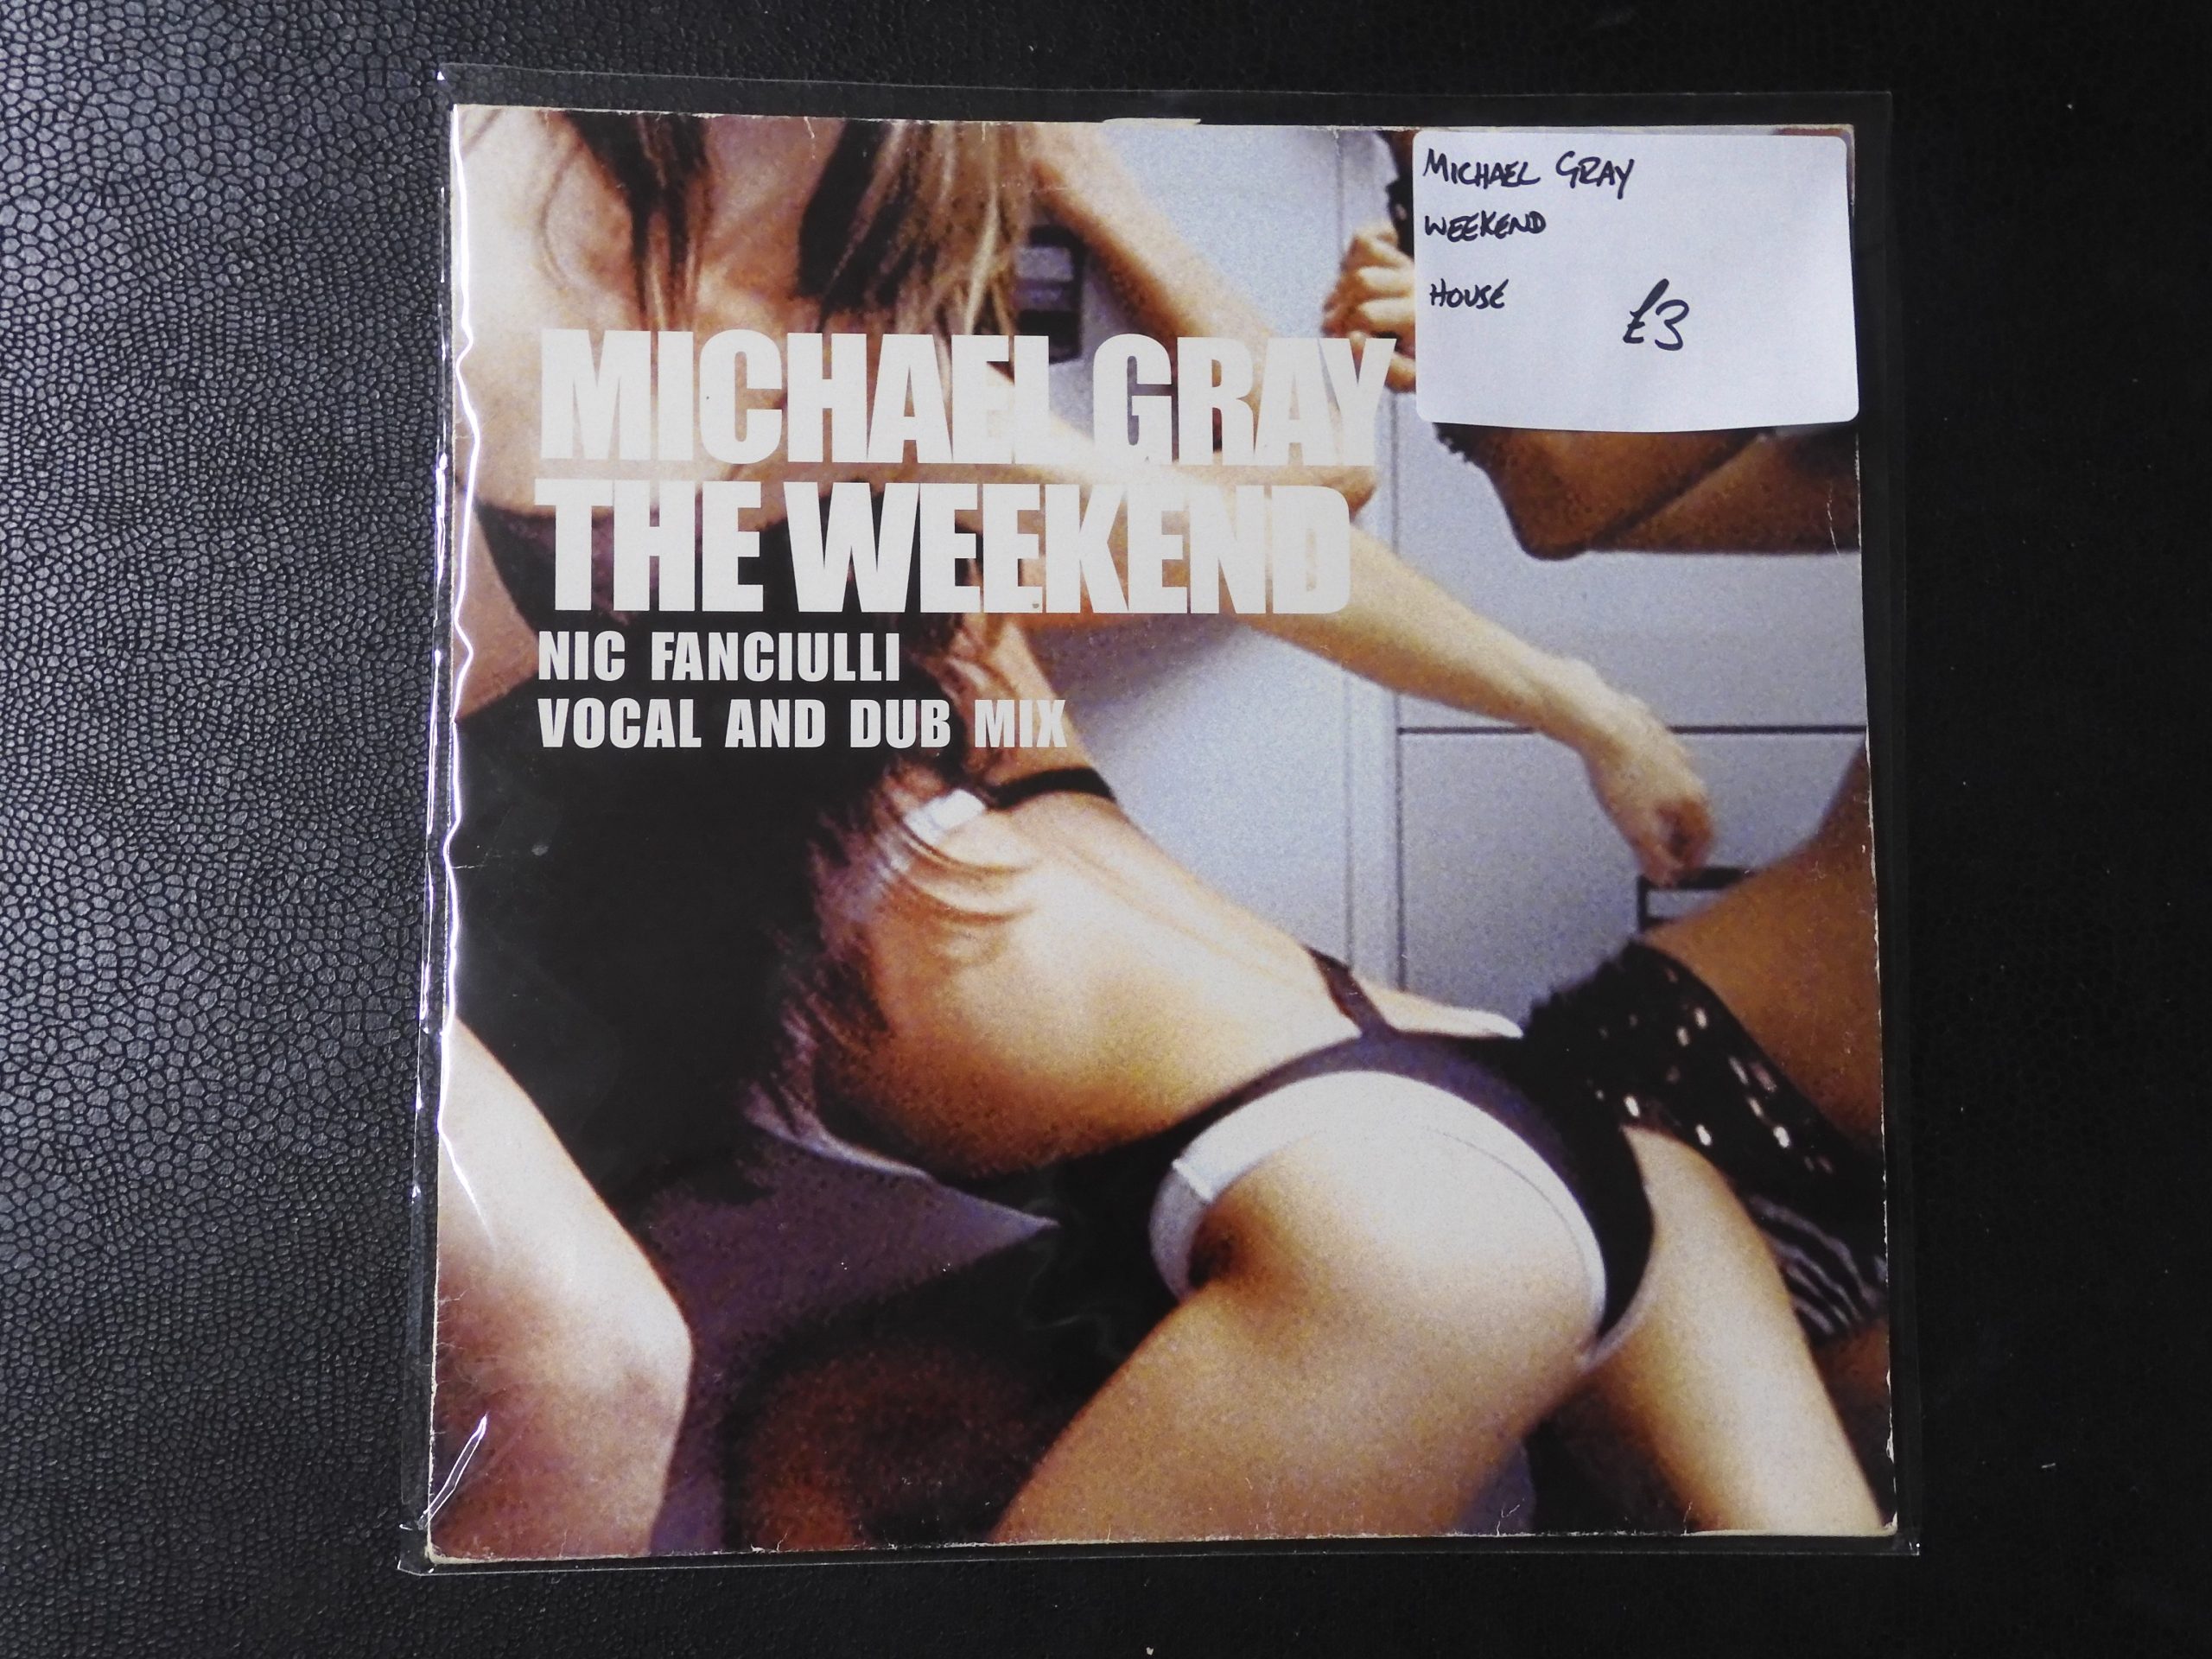 MICHAEL GRAY
WEEKEND
HOUSE
£3
MICHAEL GRAY
THE WEEKEND
NIC FANCIULLI
VOCAL AND DUB MIX